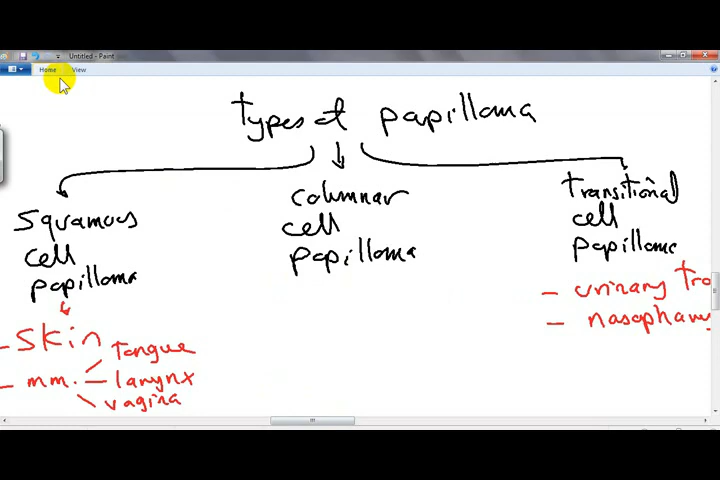 Untitled - Paint
Home View
types of papilloma
squamous
cell
papilloma
- skin
- mm. - tongue
- larynx
- vagina
columnar
cell
papilloma
transitional
cell
papilloma
- urinary
-